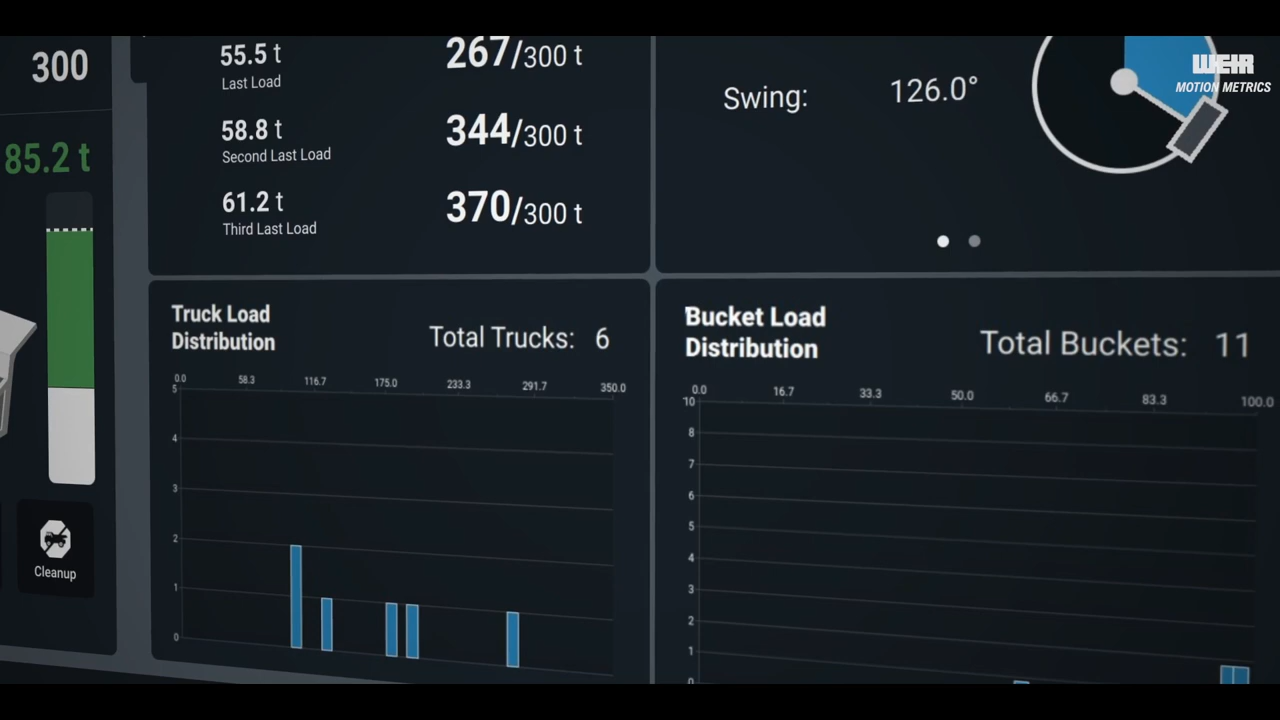 300
85.2 t
Cleanup
55.5 t
Last Load
267/300 t
58.8 t
Second Last Load
344/300 t
61.2 t
Third Last Load
370/300 t
Swing: 126.0°
WEIR
MOTION METRICS
Truck Load
Distribution
Total Trucks: 6
0.0 58.3 116.7 175.0 233.3 291.7 350.0
5
4
3
2
1
0
Bucket Load
Distribution
Total Buckets: 11
0.0 16.7 33.3 50.0 66.7 83.3 100.0
10
8
7
6
5
4
3
2
1
0